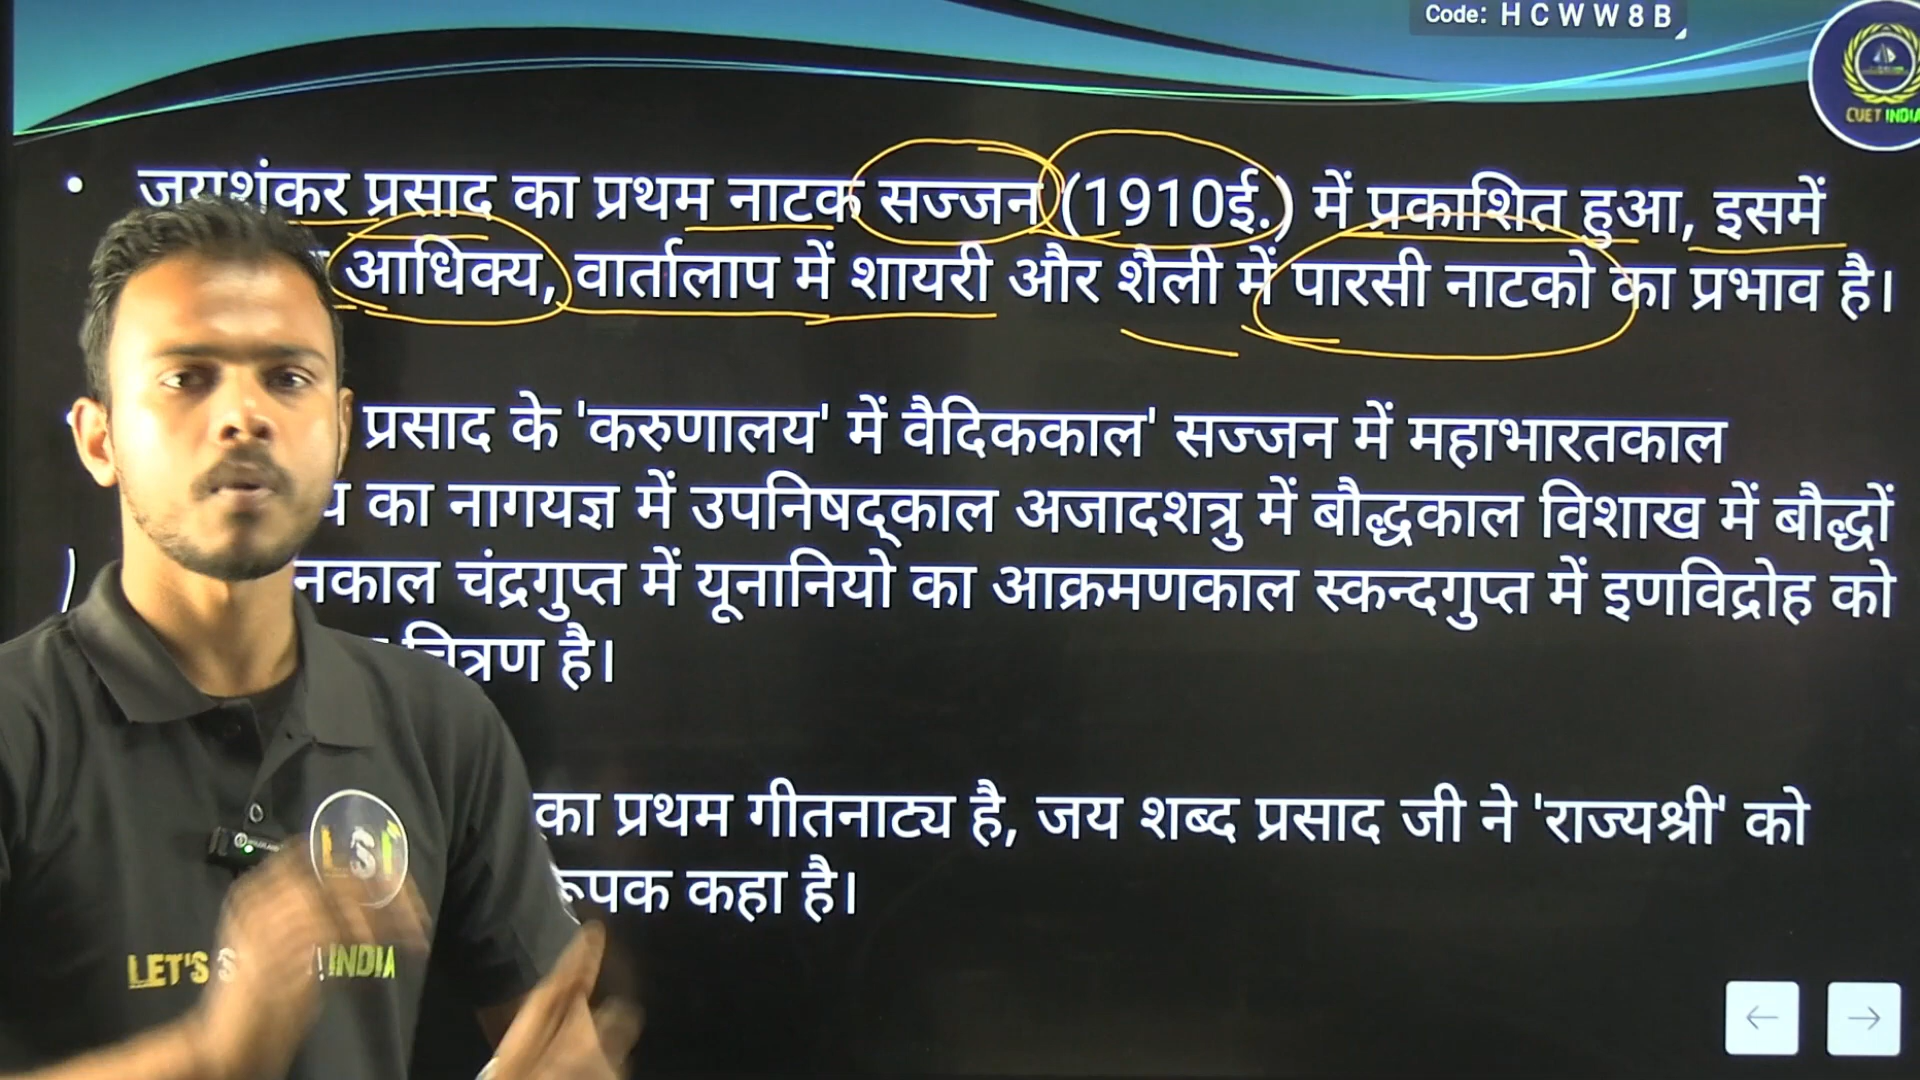 Code: H C W W 8 B
CUET INDIA
• जयशंकर प्रसाद का प्रथम नाटक सज्जन (1910ई.) में प्रकाशित हुआ, इसमें
आधिक्य, वार्तालाप में शायरी और शैली में पारसी नाटको का प्रभाव है।
प्रसाद के 'करुणालय' में वैदिककाल' सज्जन में महाभारतकाल
का नागयज्ञ में उपनिषद्काल अजादशत्रु में बौद्धकाल विशाख में बौद्धों
चंद्रगुप्त में यूनानियो का आक्रमणकाल स्कन्दगुप्त में इणविद्रोह को
चित्रण है।
का प्रथम गीतनाट्य है, जय शब्द प्रसाद जी ने 'राज्यश्री' को
रूपक कहा है।
LSI
LET'S INDIA